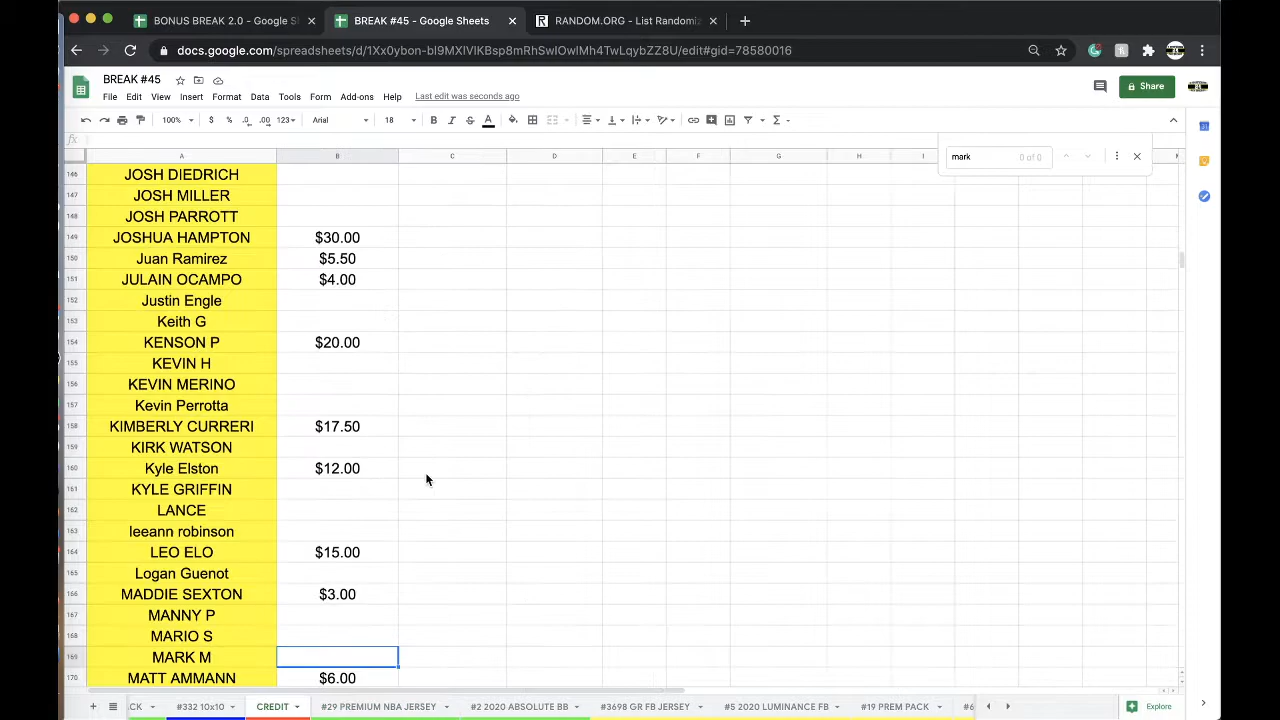 BONUS BREAK 2.0 - Google S
BREAK #45 - Google Sheets
RANDOM.ORG - List Randomi
docs.google.com/spreadsheets/d/1Xx0ybon-bl9MXIVIKBsp8mRhSwIOwIMh4TwLqybZZ8U/edit#gid=78580016
BREAK #45
File Edit View Insert Format Data Tools Form Add-ons Help Last edit was seconds ago
Share
100% $ % .0 .00 123 Arial 18 B I S A
fx
mark 0 of 0
A B C D E F G H I
146 JOSH DIEDRICH
147 JOSH MILLER
148 JOSH PARROTT
149 JOSHUA HAMPTON $30.00
150 Juan Ramirez $5.50
151 JULAIN OCAMPO $4.00
152 Justin Engle
153 Keith G
154 KENSON P $20.00
155 KEVIN H
156 KEVIN MERINO
157 Kevin Perrotta
158 KIMBERLY CURRERI $17.50
159 KIRK WATSON
160 Kyle Elston $12.00
161 KYLE GRIFFIN
162 LANCE
163 leeann robinson
164 LEO ELO $15.00
165 Logan Guenot
166 MADDIE SEXTON $3.00
167 MANNY P
168 MARIO S
169 MARK M
170 MATT AMMANN $6.00
CK #332 10x10 CREDIT #29 PREMIUM NBA JERSEY #2 2020 ABSOLUTE BB #3698 GR FB JERSEY #5 2020 LUMINANCE FB #19 PREM PACK #6 Explore